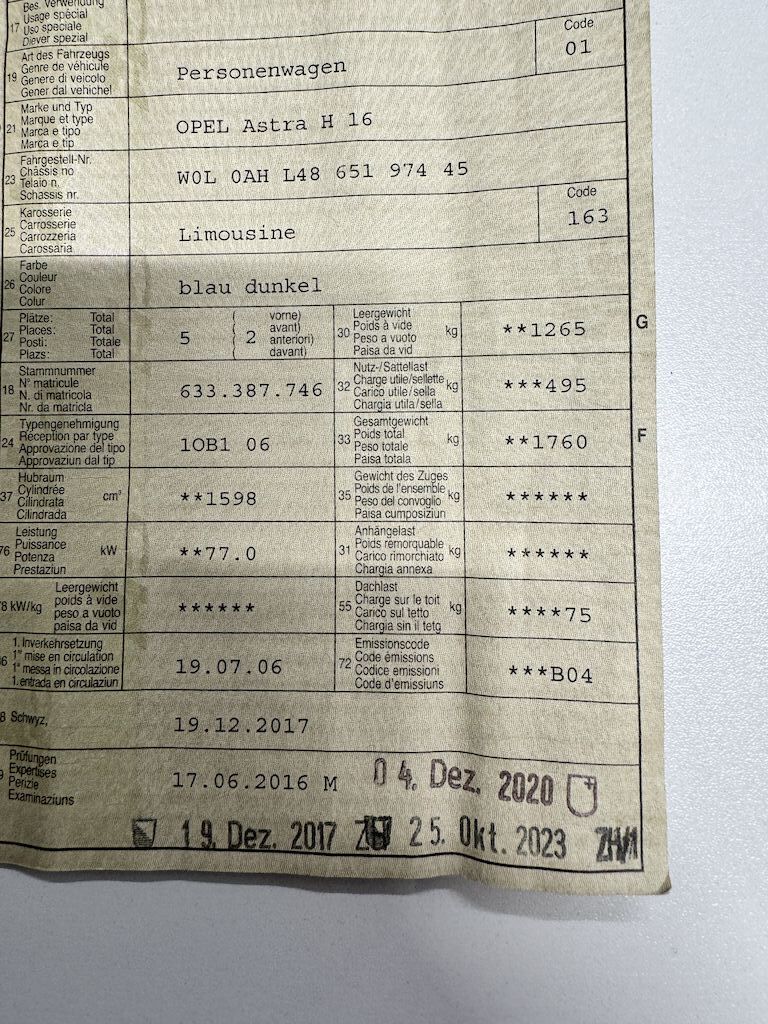 17 Bes. Verwendung
Usage spécial
Uso speciale
Diever spezial
19 Art des Fahrzeugs
Genre de véhicule
Genere di veicolo
Gener dal vehichel
Personenwagen
Code
01
21 Marke und Typ
Marque et type
Marca e tipo
Marca e tip
OPEL Astra H 16
23 Fahrgestell-Nr.
Châssis no
Telaio n.
Schassis nr.
W0L 0AH L48 651 974 45
25 Karosserie
Carrosserie
Carrozzeria
Carossaria
Limousine
Code
163
26 Farbe
Couleur
Colore
Colur
blau dunkel
27 Plätze: Total
Places: Total
Posti: Totale
Plazs: Total
5 ( 2 vorne)
( avant)
( anteriori)
( davant)
30 Leergewicht
Poids à vide
Peso a vuoto
Paisa da vid
kg
**1265
G
18 Stammnummer
N° matricule
N. di matricola
Nr. da matricla
633.387.746
32 Nutz-/Sattellast
Charge utile/sellette
Carico utile/sella
Chargia utila/sella
kg
***495
24 Typengenehmigung
Réception par type
Approvazione del tipo
Approvaziun dal tip
1OB1 06
33 Gesamtgewicht
Poids total
Peso totale
Paisa totala
kg
**1760
F
37 Hubraum
Cylindrée
Cilindrata
Cilindrada
cm³
**1598
35 Gewicht des Zuges
Poids de l'ensemble
Peso del convoglio
Paisa cumposiziun
kg
******
76 Leistung
Puissance
Potenza
Prestaziun
kW
**77.0
31 Anhängelast
Poids remorquable
Carico rimorchiato
Chargia annexa
kg
******
8 kW/kg
Leergewicht
poids à vide
peso a vuoto
paisa da vid
******
55 Dachlast
Charge sur le toit
Carico sul tetto
Chargia sin il tetg
kg
****75
6 1. Inverkehrsetzung
1re mise en circulation
1a messa in circolazione
1. entrada en circulaziun
19.07.06
72 Emissionscode
Code émissions
Codice emissioni
Code d'emissiuns
***B04
8 Schwyz,
19.12.2017
9 Prüfungen
Expertises
Perizie
Examinaziuns
17.06.2016 M
04. Dez. 2020
19. Dez. 2017
25. Okt. 2023 ZH/1